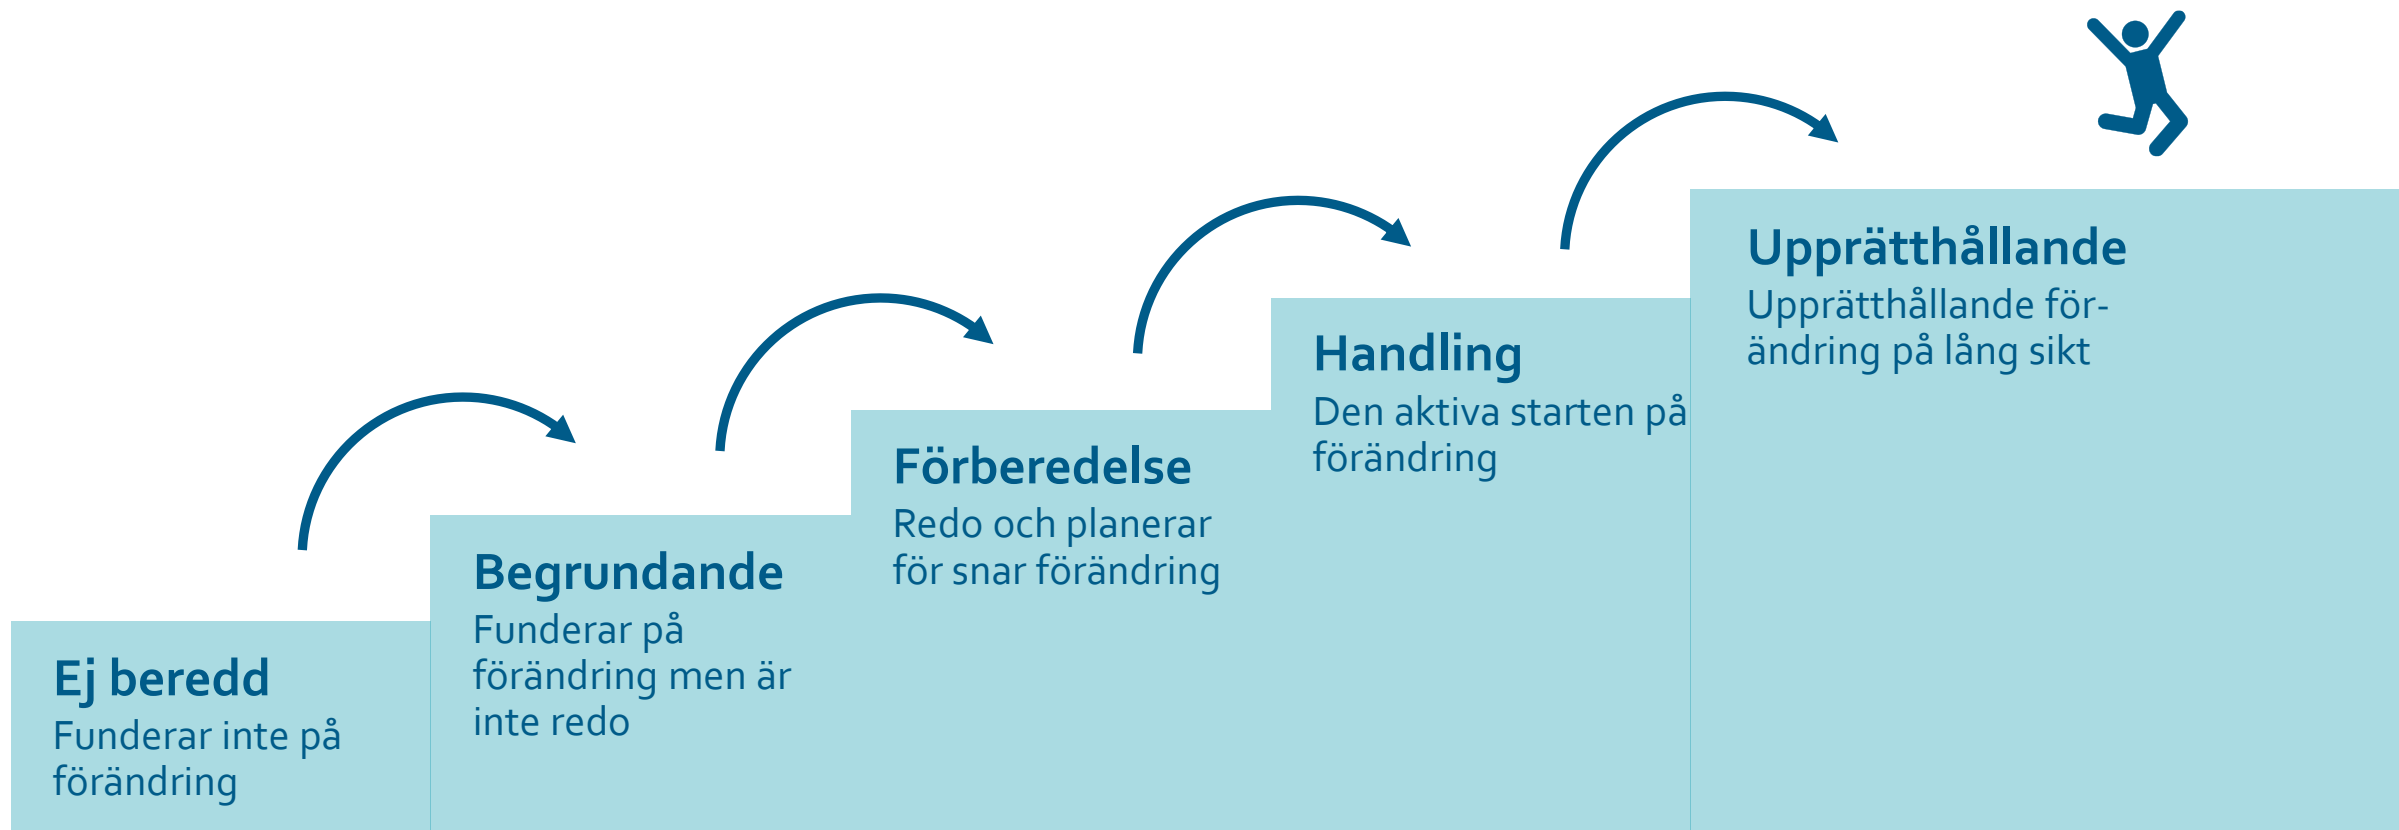 Ej beredd
Funderar inte på
förändring
Begrundande
Funderar på
förändring men är
inte redo
Förberedelse
Redo och planerar
för snar förändring
Handling
Den aktiva starten på
förändring
Upprätthållande
Upprätthållande för-
ändring på lång sikt